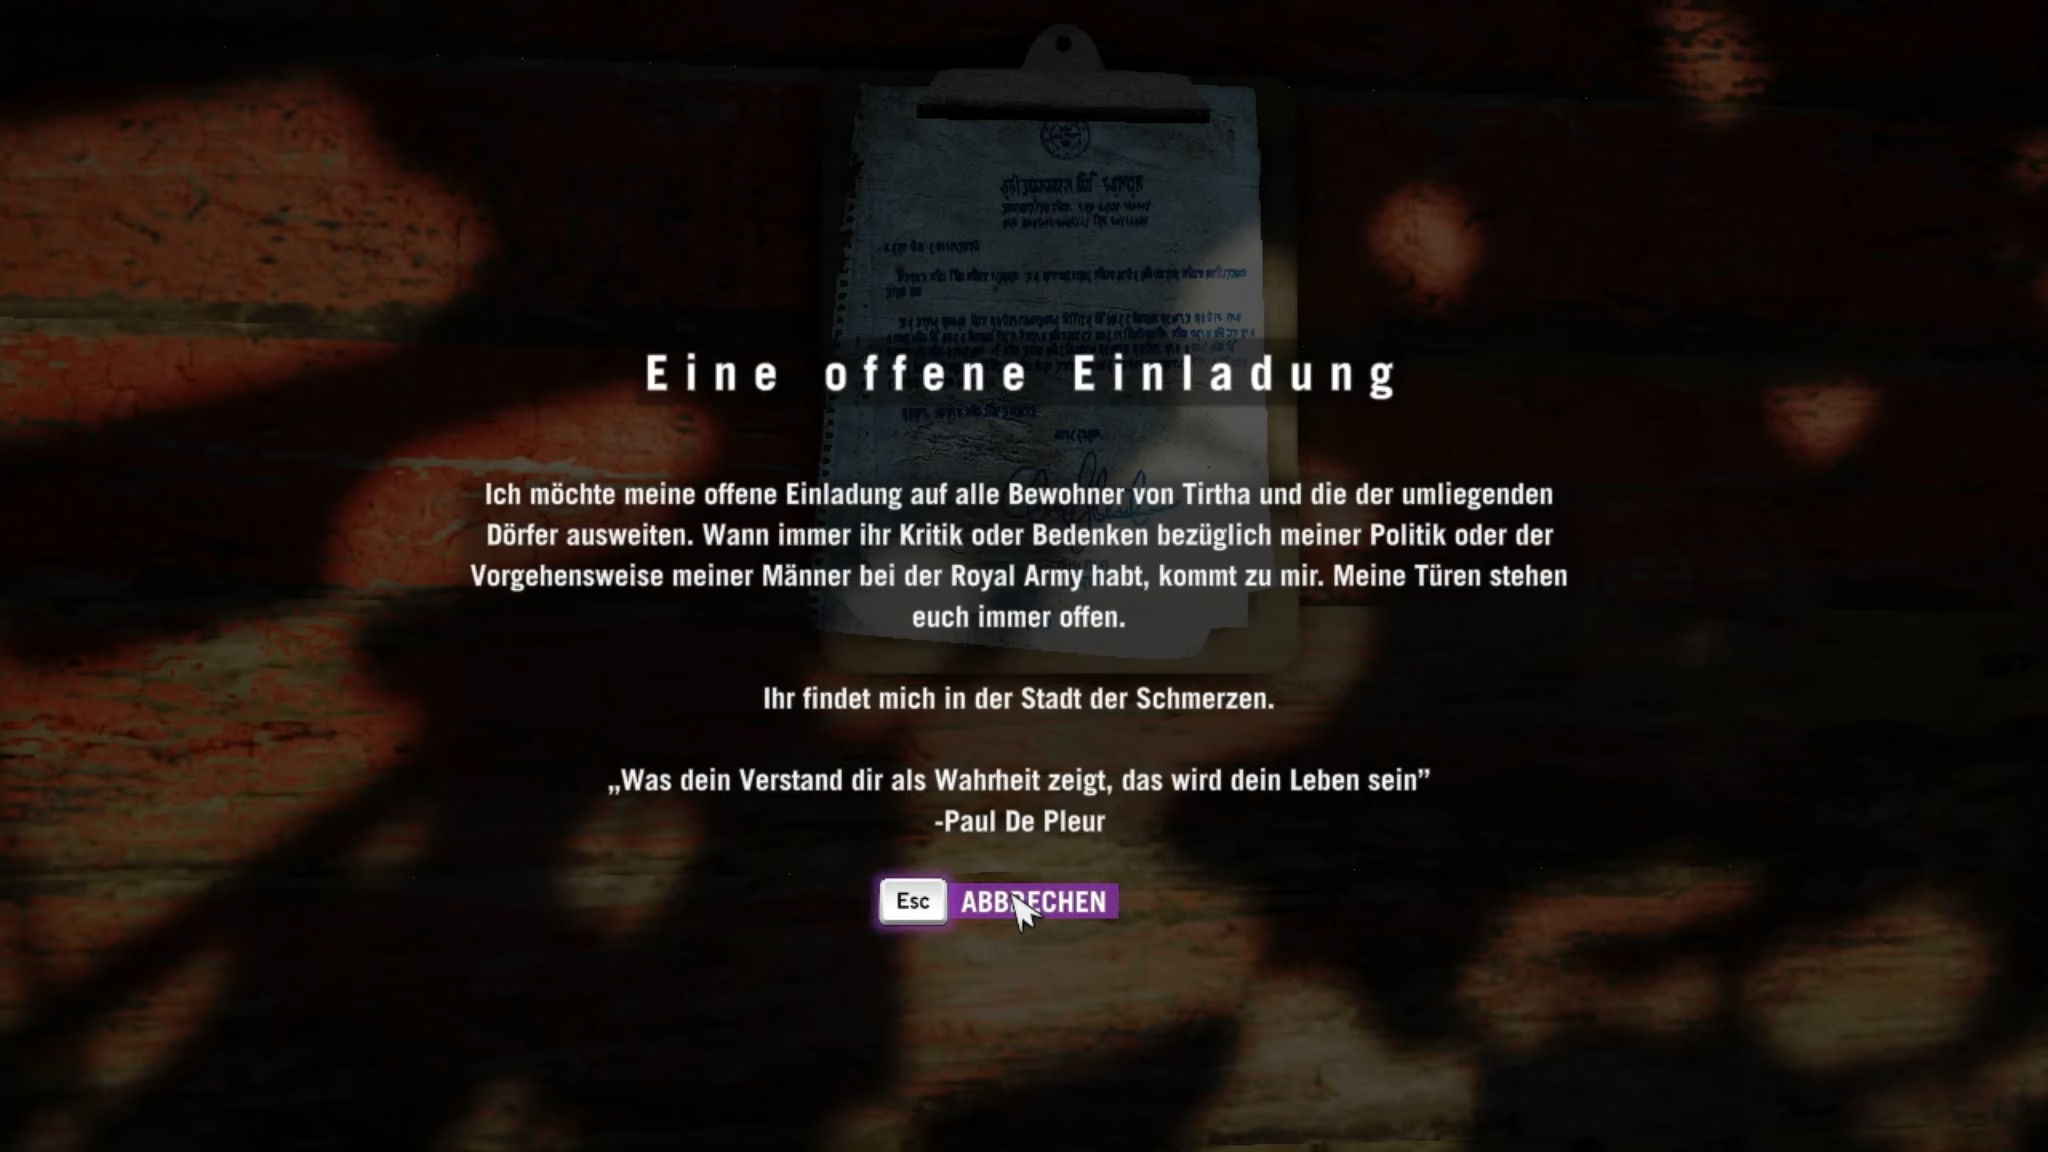 Eine offene Einladung
Ich möchte meine offene Einladung auf alle Bewohner von Tirtha und die der umliegenden
Dörfer ausweiten. Wann immer ihr Kritik oder Bedenken bezüglich meiner Politik oder der
Vorgehensweise meiner Männer bei der Royal Army habt, kommt zu mir. Meine Türen stehen
euch immer offen.
Ihr findet mich in der Stadt der Schmerzen.
„Was dein Verstand dir als Wahrheit zeigt, das wird dein Leben sein”
-Paul De Pleur
Esc ABBRECHEN